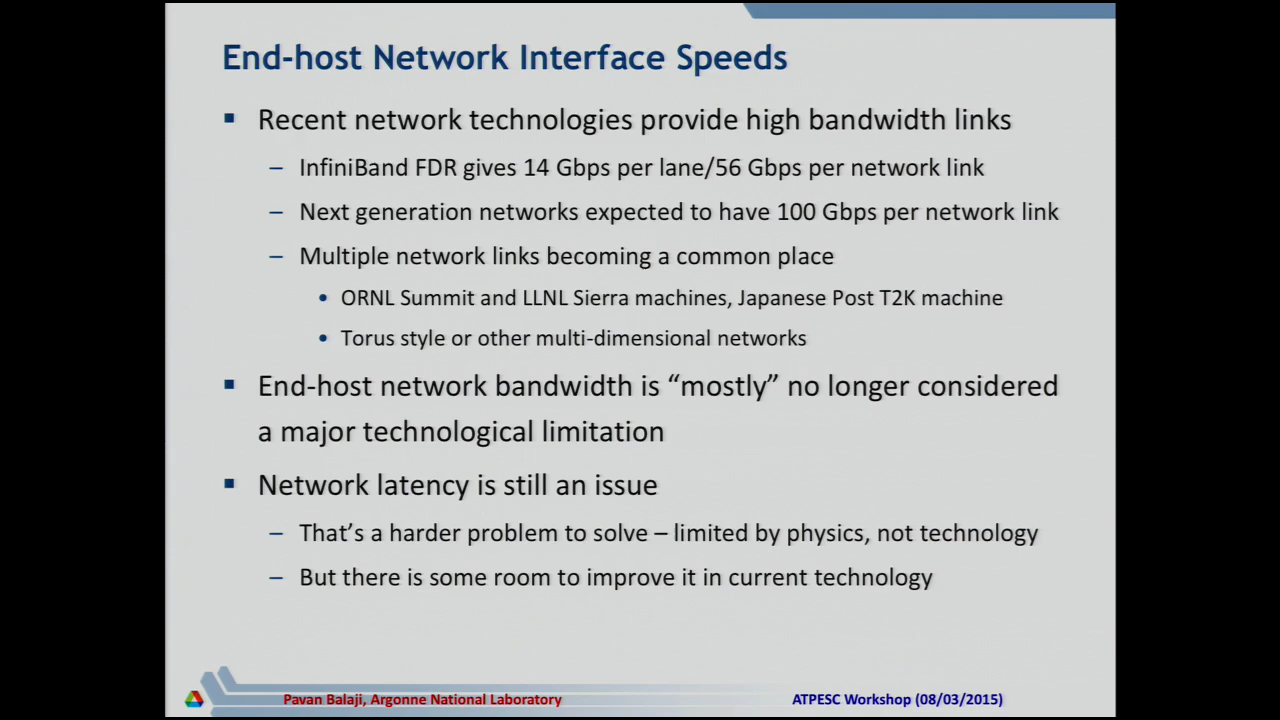 End-host Network Interface Speeds
▪ Recent network technologies provide high bandwidth links
– InfiniBand FDR gives 14 Gbps per lane/56 Gbps per network link
– Next generation networks expected to have 100 Gbps per network link
– Multiple network links becoming a common place
• ORNL Summit and LLNL Sierra machines, Japanese Post T2K machine
• Torus style or other multi-dimensional networks
▪ End-host network bandwidth is “mostly” no longer considered
a major technological limitation
▪ Network latency is still an issue
– That’s a harder problem to solve – limited by physics, not technology
– But there is some room to improve it in current technology
Pavan Balaji, Argonne National Laboratory
ATPESC Workshop (08/03/2015)